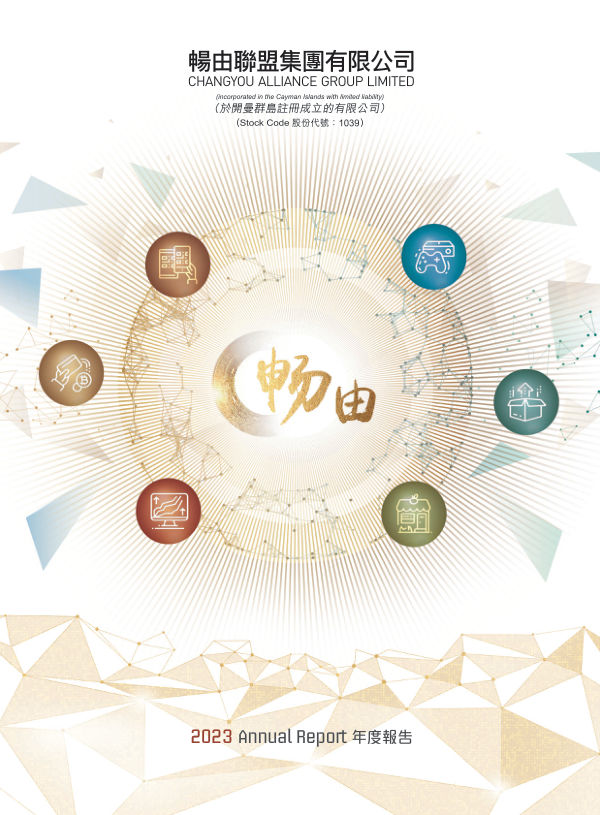 暢由聯盟集團有限公司
CHANGYOU ALLIANCE GROUP LIMITED
(incorporated in the Cayman Islands with limited liability)
（於開曼群島註冊成立的有限公司）
（Stock Code 股份代號：1039）
畅由
2023 Annual Report 年度報告